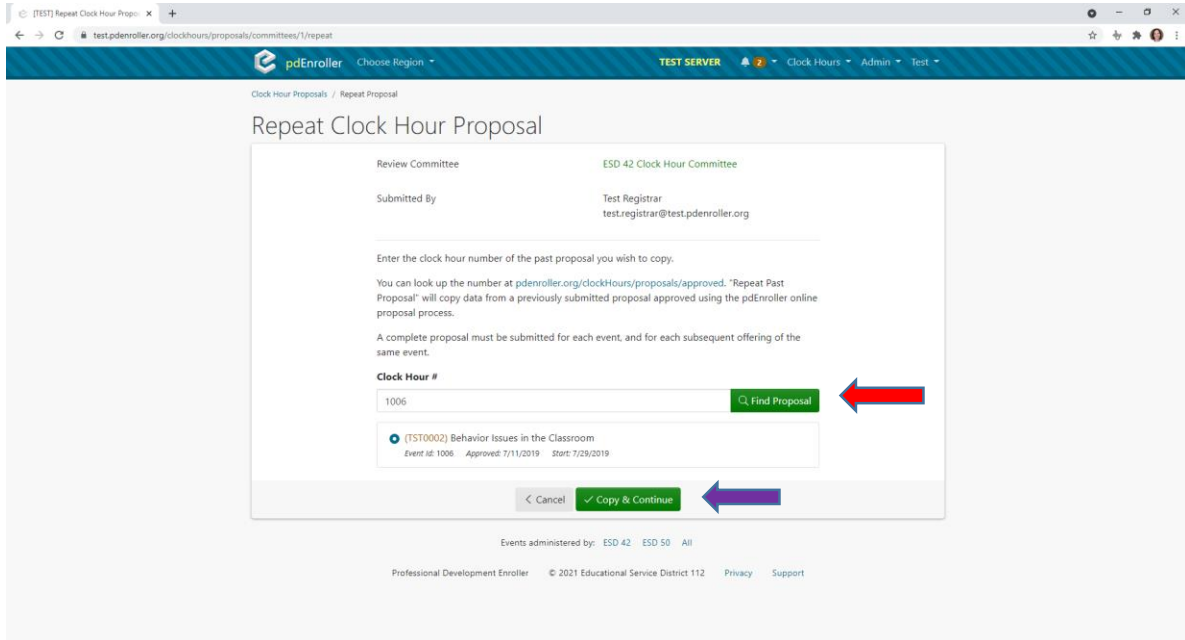 [TEST] Repeat Clock Hour Propo
test.pdenroller.org/clockhours/proposals/committees/1/repeat
pdEnroller Choose Region TEST SERVER 2 Clock Hours Admin Test
Clock Hour Proposals / Repeat Proposal
Repeat Clock Hour Proposal
Review Committee ESD 42 Clock Hour Committee
Submitted By Test Registrar
test.registrar@test.pdenroller.org
Enter the clock hour number of the past proposal you wish to copy.
You can look up the number at pdenroller.org/clockHours/proposals/approved. "Repeat Past
Proposal" will copy data from a previously submitted proposal approved using the pdEnroller online
proposal process.
A complete proposal must be submitted for each event, and for each subsequent offering of the
same event.
Clock Hour #
1006 Find Proposal
(TST0002) Behavior Issues in the Classroom
Event Id: 1006 Approved: 7/11/2019 Start: 7/29/2019
< Cancel ✓ Copy & Continue
Events administered by: ESD 42 ESD 50 All
Professional Development Enroller © 2021 Educational Service District 112 Privacy Support